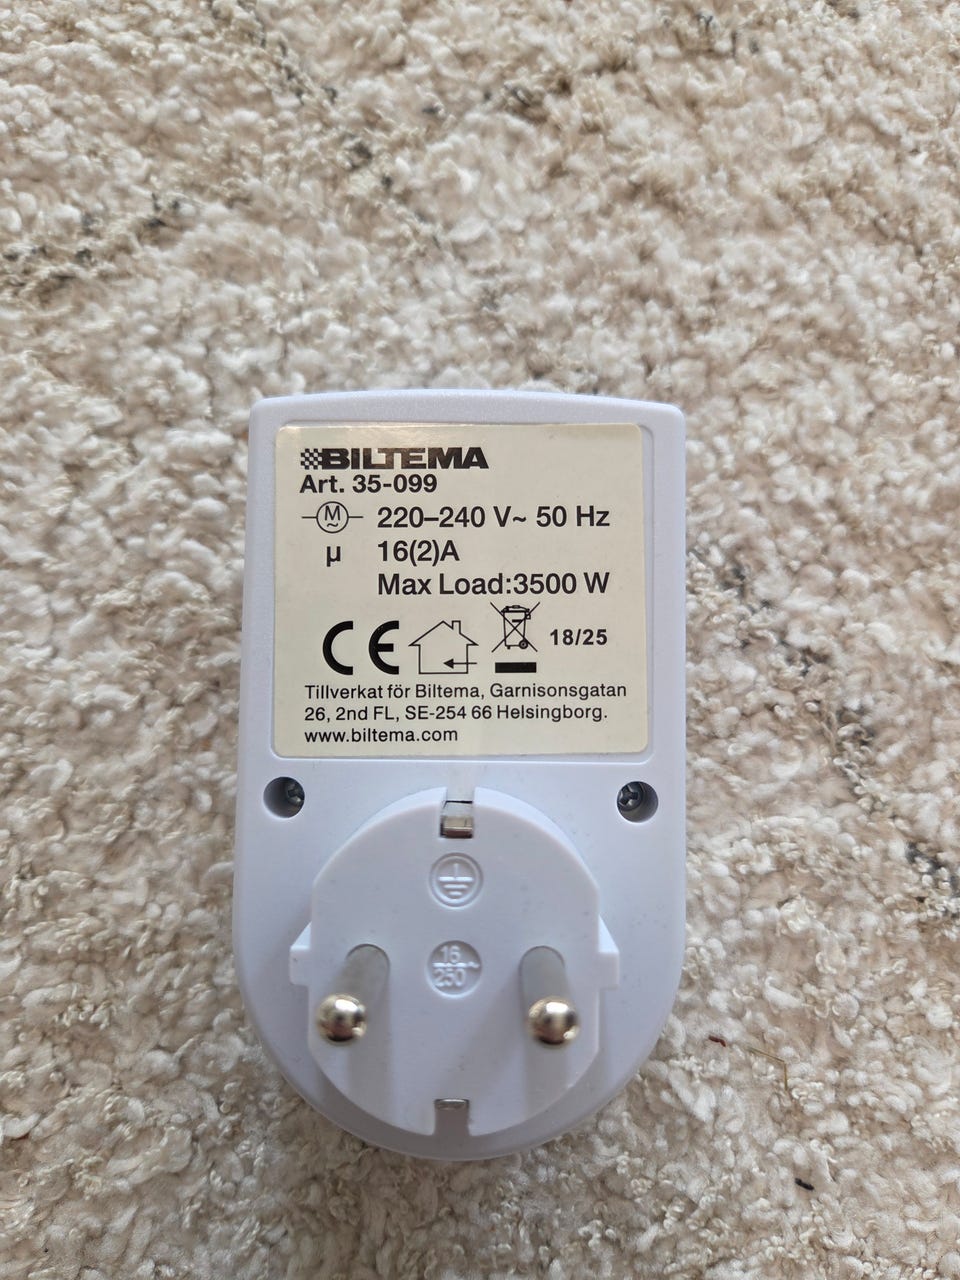 BILTEMA
Art. 35-099
M
~
220–240 V~ 50 Hz
µ 16(2)A
Max Load:3500 W
CE
18/25
Tillverkat för Biltema, Garnisonsgatan
26, 2nd FL, SE-254 66 Helsingborg.
www.biltema.com
16
250~